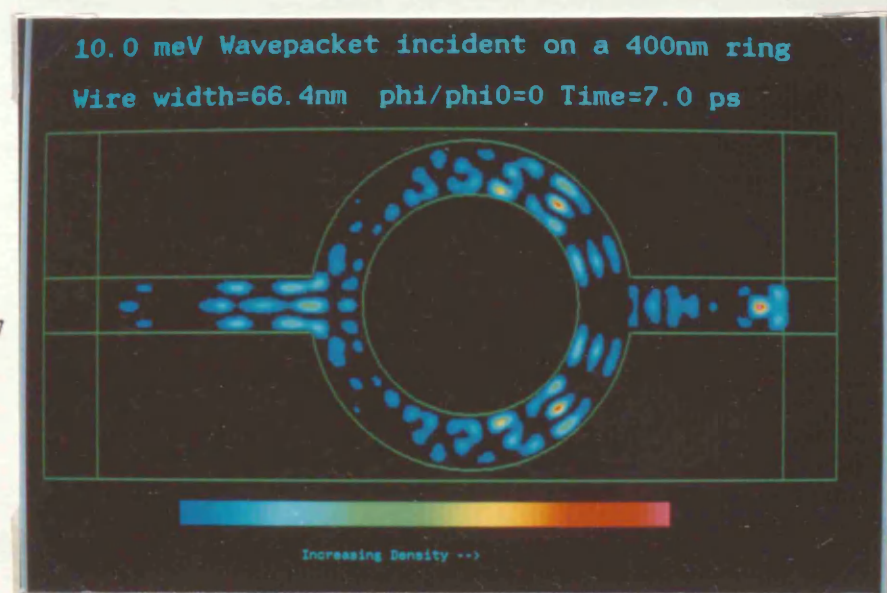 10.0 meV Wavepacket incident on a 400nm ring
Wire width=66.4nm phi/phi0=0 Time=7.0 ps
Increasing Density -->